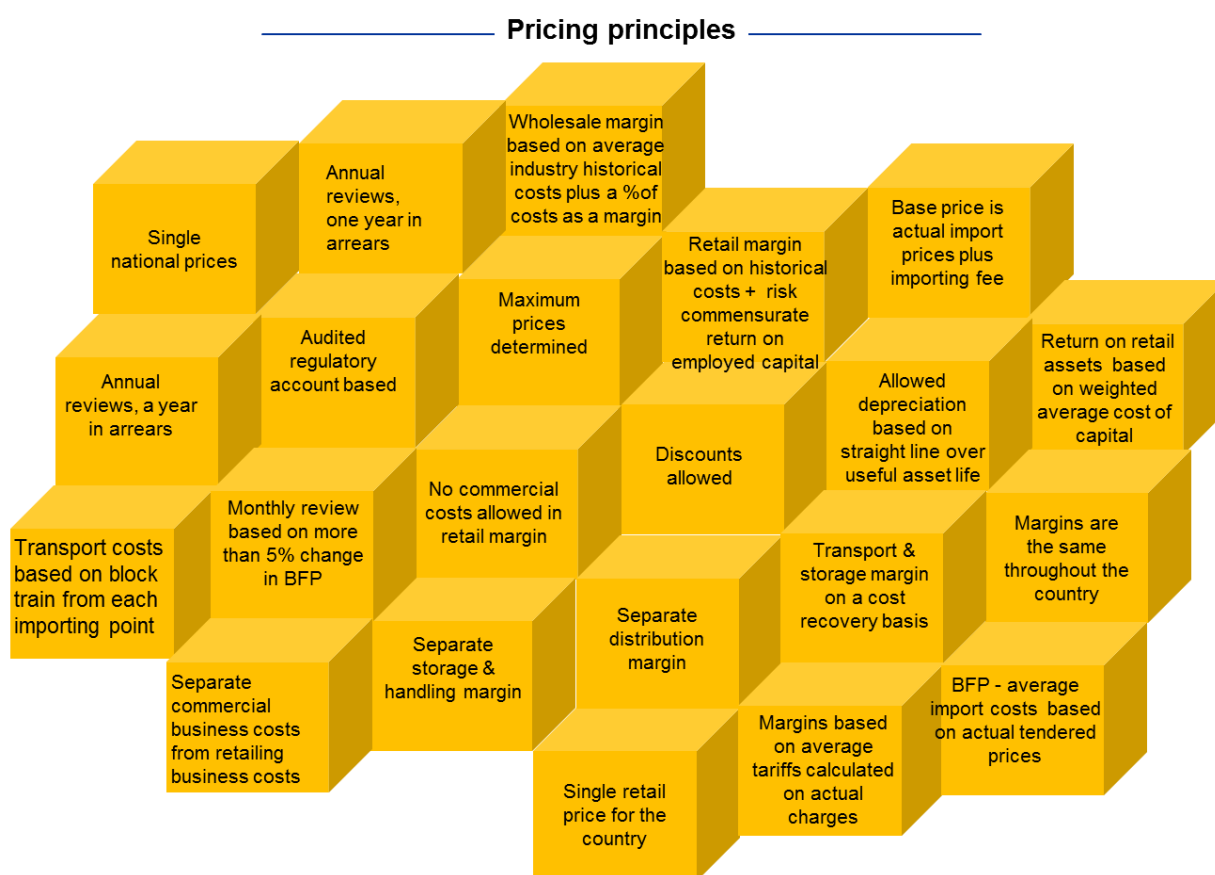 Pricing principles
Wholesale margin
based on average
industry historical
costs plus a %of
costs as a margin
Annual
reviews,
one year in
arrears
Single
national prices
Base price is
actual import
prices plus
importing fee
Retail margin
based on historical
costs + risk
commensurate
return on
employed capital
Maximum
prices
determined
Audited
regulatory
account based
Annual
reviews, a year
in arrears
Return on retail
assets based
on weighted
average cost of
capital
Allowed
depreciation
based on
straight line over
useful asset life
Discounts
allowed
No commercial
costs allowed in
retail margin
Monthly review
based on more
than 5% change
in BFP
Transport costs
based on block
train from each
importing point
Margins are
the same
throughout the
country
Transport &
storage margin
on a cost
recovery basis
Separate
distribution
margin
Separate
storage &
handling margin
Separate
commercial
business costs
from retailing
business costs
BFP - average
import costs based
on actual tendered
prices
Margins based
on average
tariffs calculated
on actual
charges
Single retail
price for the
country